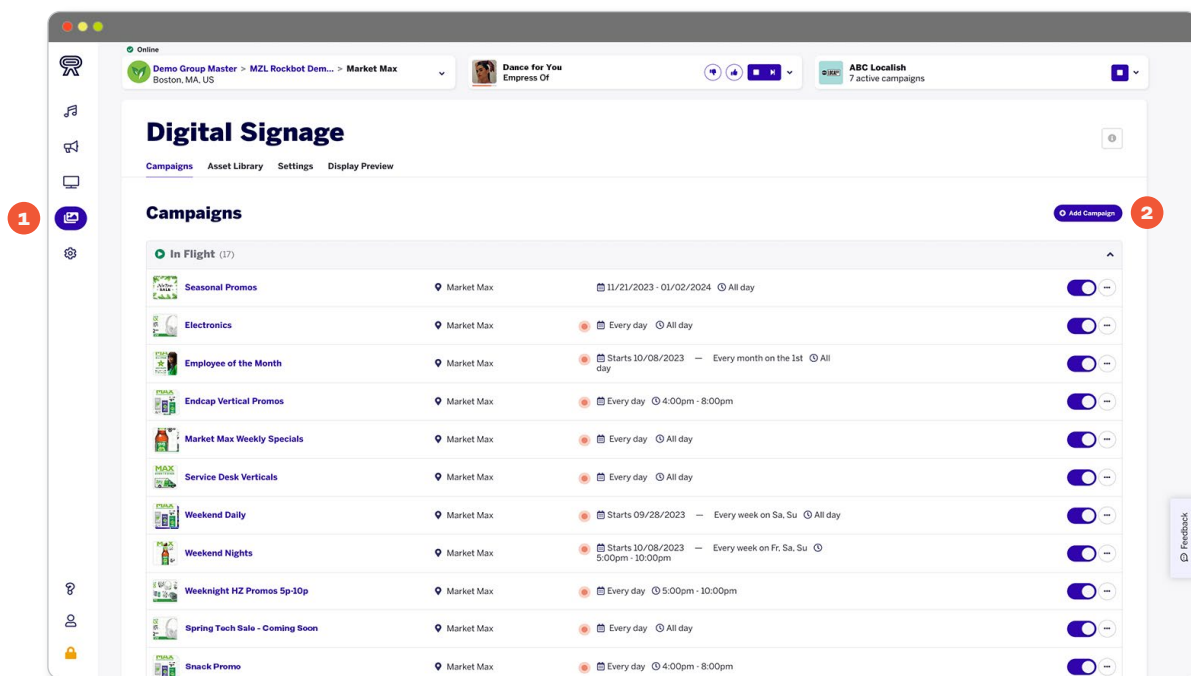 Online
Demo Group Master > MZL Rockbot Dem... > Market Max
Boston, MA, US
Dance for You
Empress Of
ABC Localish
7 active campaigns
Digital Signage
Campaigns Asset Library Settings Display Preview
1
Campaigns
Add Campaign
2
In Flight (17)
Seasonal Promos Market Max 11/21/2023 - 01/02/2024 All day
Electronics Market Max Every day All day
Employee of the Month Market Max Starts 10/08/2023 — Every month on the 1st All
day
Endcap Vertical Promos Market Max Every day 4:00pm - 8:00pm
Market Max Weekly Specials Market Max Every day All day
MAX
Service Desk Verticals Market Max Every day All day
Weekend Daily Market Max Starts 09/28/2023 — Every week on Sa, Su All day
Weekend Nights Market Max Starts 10/08/2023 — Every week on Fr, Sa, Su
5:00pm - 10:00pm
Weeknight HZ Promos 5p-10p Market Max Every day 5:00pm - 10:00pm
Spring Tech Sale - Coming Soon Market Max Every day All day
Snack Promo Market Max Every day 4:00pm - 8:00pm
Feedback